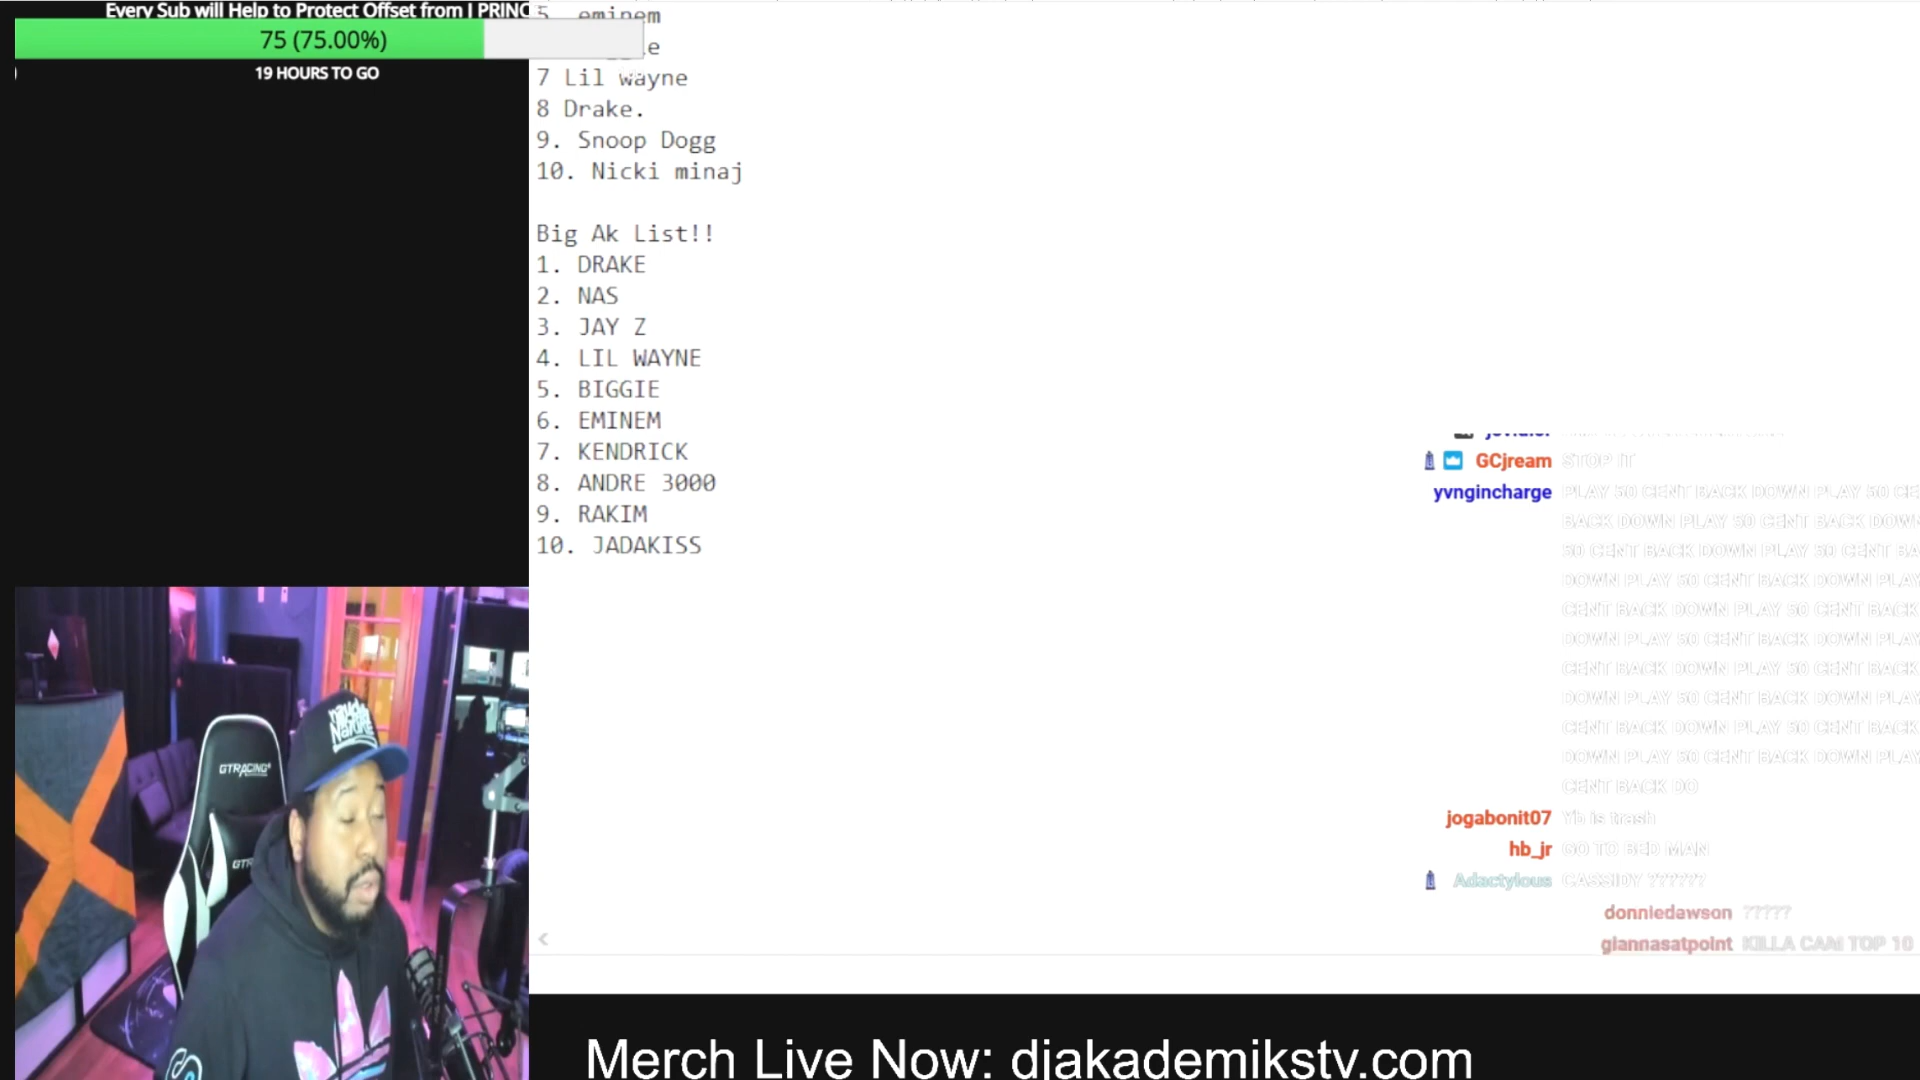 Every Sub will Help to Protect Offset from J PRINC
75 (75.00%)
19 HOURS TO GO
5. eminem
7 Lil wayne
8 Drake.
9. Snoop Dogg
10. Nicki minaj
Big Ak List!!
1. DRAKE
2. NAS
3. JAY Z
4. LIL WAYNE
5. BIGGIE
6. EMINEM
7. KENDRICK
8. ANDRE 3000
9. RAKIM
10. JADAKISS
GCjream STOP IT
yvngincharge PLAY 50 CENT BACK DOWN PLAY 50 CE
BACK DOWN PLAY 50 CENT BACK DOWN
50 CENT BACK DOWN PLAY 50 CENT BA
DOWN PLAY 50 CENT BACK DOWN PLAY
CENT BACK DOWN PLAY 50 CENT BACK
DOWN PLAY 50 CENT BACK DOWN PLAY
CENT BACK DOWN PLAY 50 CENT BACK
DOWN PLAY 50 CENT BACK DOWN PLAY
CENT BACK DOWN PLAY 50 CENT BACK
DOWN PLAY 50 CENT BACK DOWN PLAY
CENT BACK DO
jogabonit07 Yb is trash
hb_jr GO TO BED MAN
Adactylous CASSIDY ??????
donniedawson ?????
giannasatpoint KILLA CAM TOP 10
naughty
by
NATURE
GTRACING
GTR
<
Merch Live Now: djakademikstv.com